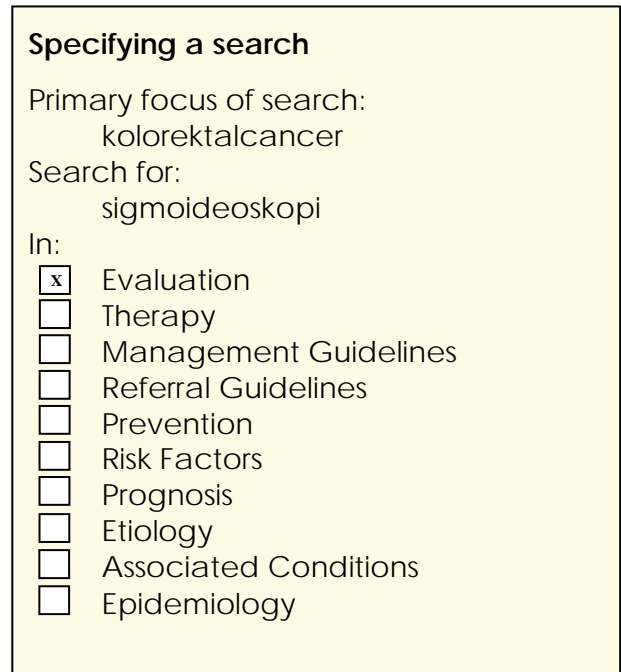 Specifying a search
Primary focus of search:
kolorektalcancer
Search for:
sigmoideoskopi
In:
x Evaluation
Therapy
Management Guidelines
Referral Guidelines
Prevention
Risk Factors
Prognosis
Etiology
Associated Conditions
Epidemiology